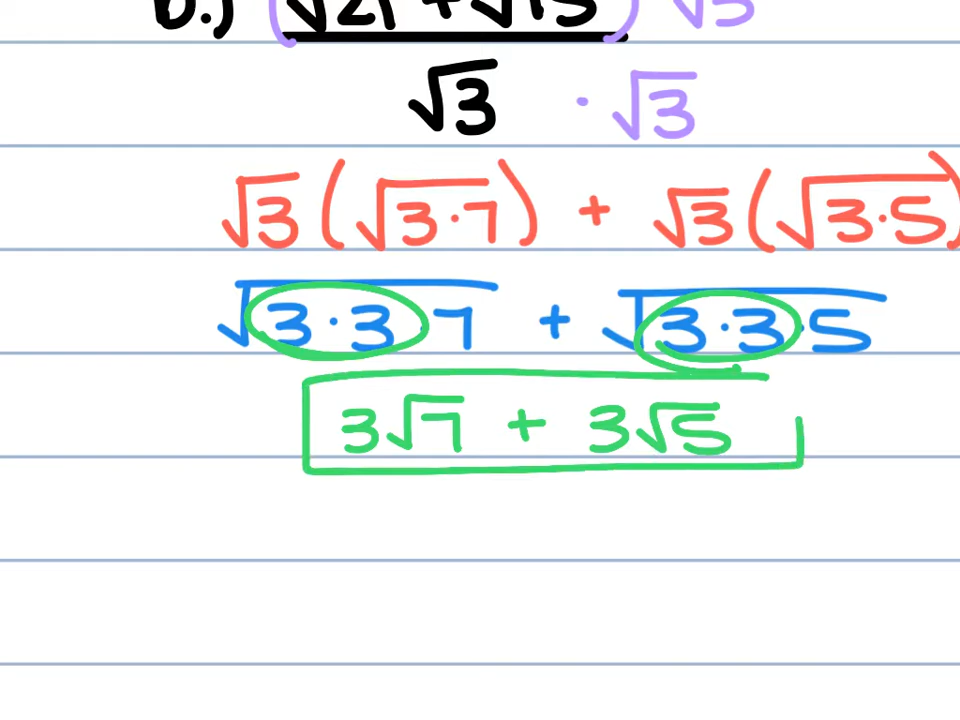 b.) (√21 + √15) √3
√3 · √3
√3 (√3·7) + √3 (√3·5)
√3·3·7 + √3·3·5
3√7 + 3√5